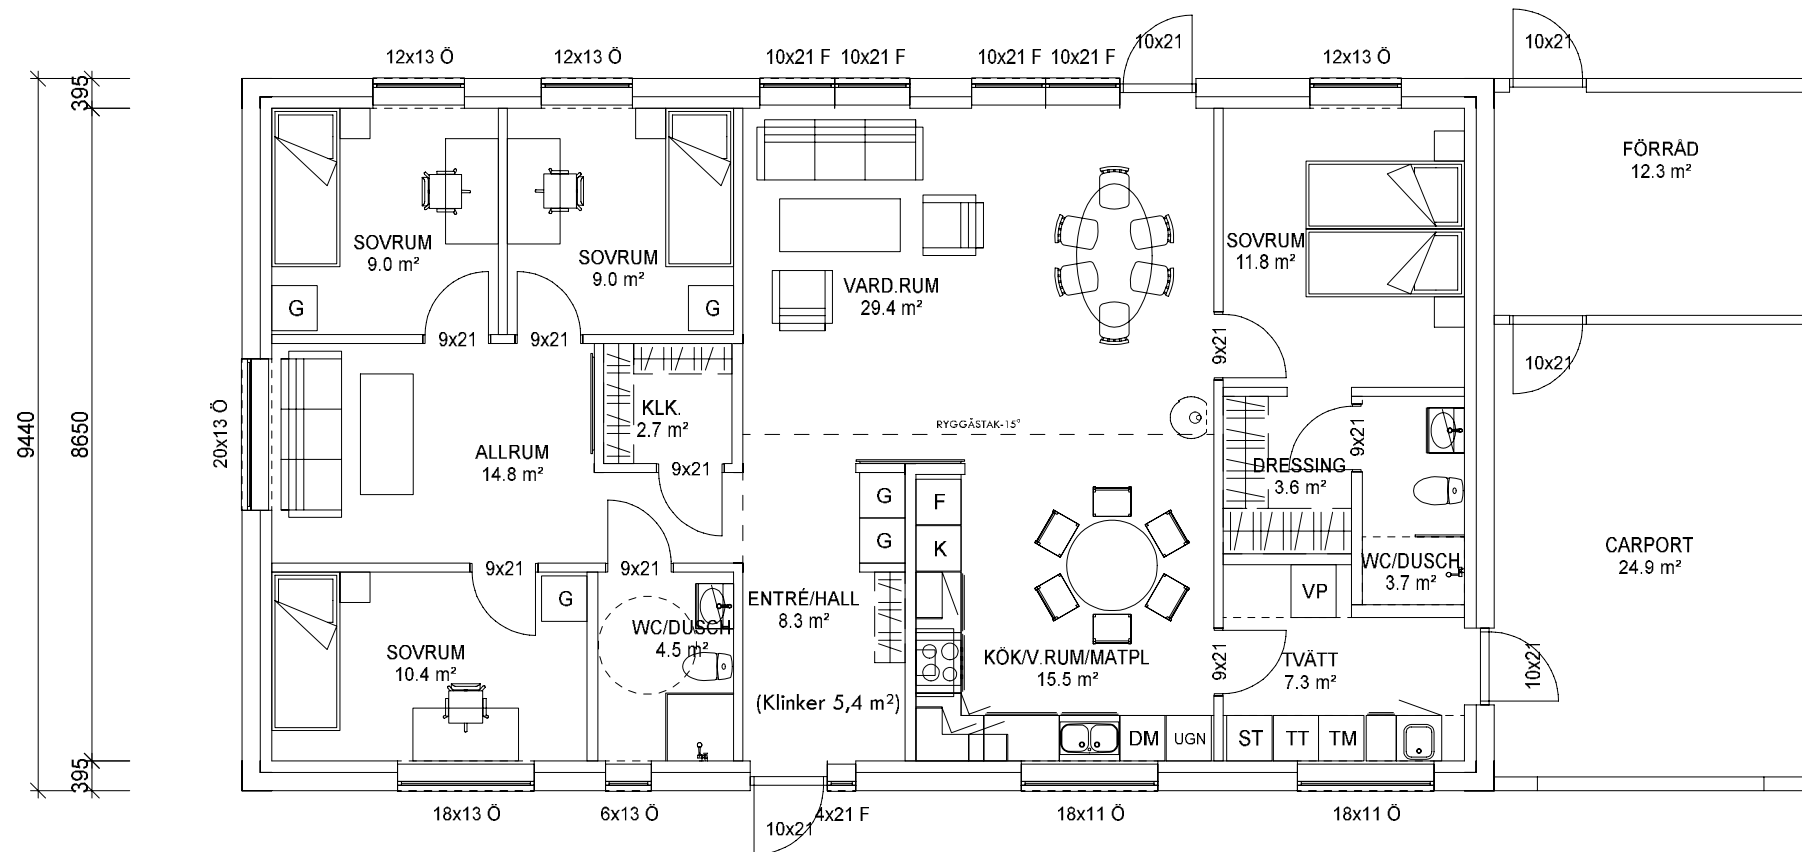 12x13 Ö
12x13 Ö
10x21 F
10x21 F
10x21 F
10x21 F
10x21
12x13 Ö
10x21
395
9440
8650
395
20x13 Ö
SOVRUM
9.0 m²
G
9x21
SOVRUM
9.0 m²
G
9x21
VARD.RUM
29.4 m²
SOVRUM
11.8 m²
9x21
FÖRRÅD
12.3 m²
10x21
ALLRUM
14.8 m²
KLK.
2.7 m²
9x21
RYGGÅSTAK-15°
DRESSING
3.6 m²
9x21
WC/DUSCH
3.7 m²
CARPORT
24.9 m²
G
G
F
K
9x21
9x21
G
SOVRUM
10.4 m²
WC/DUSCH
4.5 m²
ENTRÉ/HALL
8.3 m²
(Klinker 5,4 m²)
KÖK/V.RUM/MATPL
15.5 m²
9x21
VP
TVÄTT
7.3 m²
10x21
DM
UGN
ST
TT
TM
18x13 Ö
6x13 Ö
10x21
4x21 F
18x11 Ö
18x11 Ö